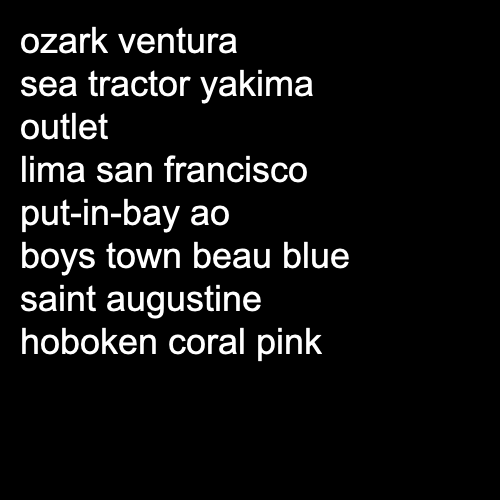 ozark ventura
sea tractor yakima
outlet
lima san francisco
put-in-bay ao
boys town beau blue
saint augustine
hoboken coral pink